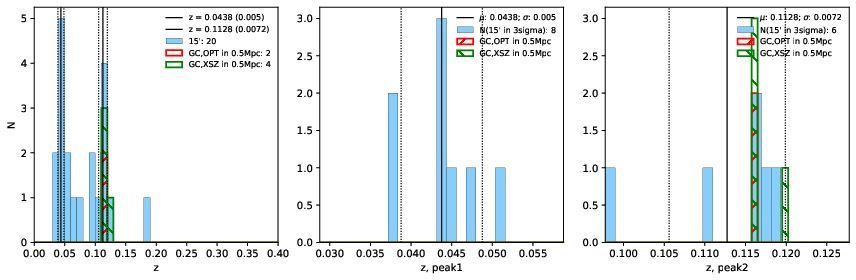 z = 0.0438 (0.005)
z = 0.1128 (0.0072)
15': 20
GC,OPT in 0.5Mpc: 2
GC,XSZ in 0.5Mpc: 4
N
5
4
3
2
1
0
0.00 0.05 0.10 0.15 0.20 0.25 0.30 0.35 0.40
z
μ: 0.0438; σ: 0.005
N(15' in 3sigma): 8
GC,OPT in 0.5Mpc
GC,XSZ in 0.5Mpc
3.0
2.5
2.0
1.5
1.0
0.5
0.0
0.030 0.035 0.040 0.045 0.050 0.055
z, peak1
μ: 0.1128; σ: 0.0072
N(15' in 3sigma): 6
GC,OPT in 0.5Mpc
GC,XSZ in 0.5Mpc
3.0
2.5
2.0
1.5
1.0
0.5
0.0
0.100 0.105 0.110 0.115 0.120 0.125
z, peak2